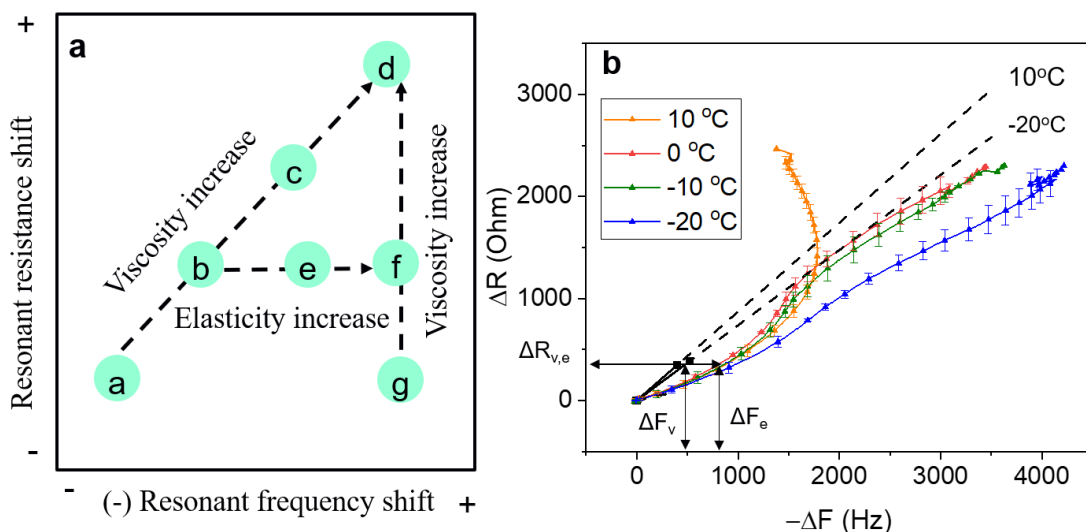 a
+
Resonant resistance shift
-
d
c
b
e
f
a
g
Viscosity increase
Elasticity increase
Viscosity increase
-
(-) Resonant frequency shift
+
b
10 °C
0 °C
-10 °C
-20 °C
10°C
-20°C
ΔR (Ohm)
3000
2000
1000
0
ΔRv,e
ΔFv
ΔFe
0
1000
2000
3000
4000
−ΔF (Hz)